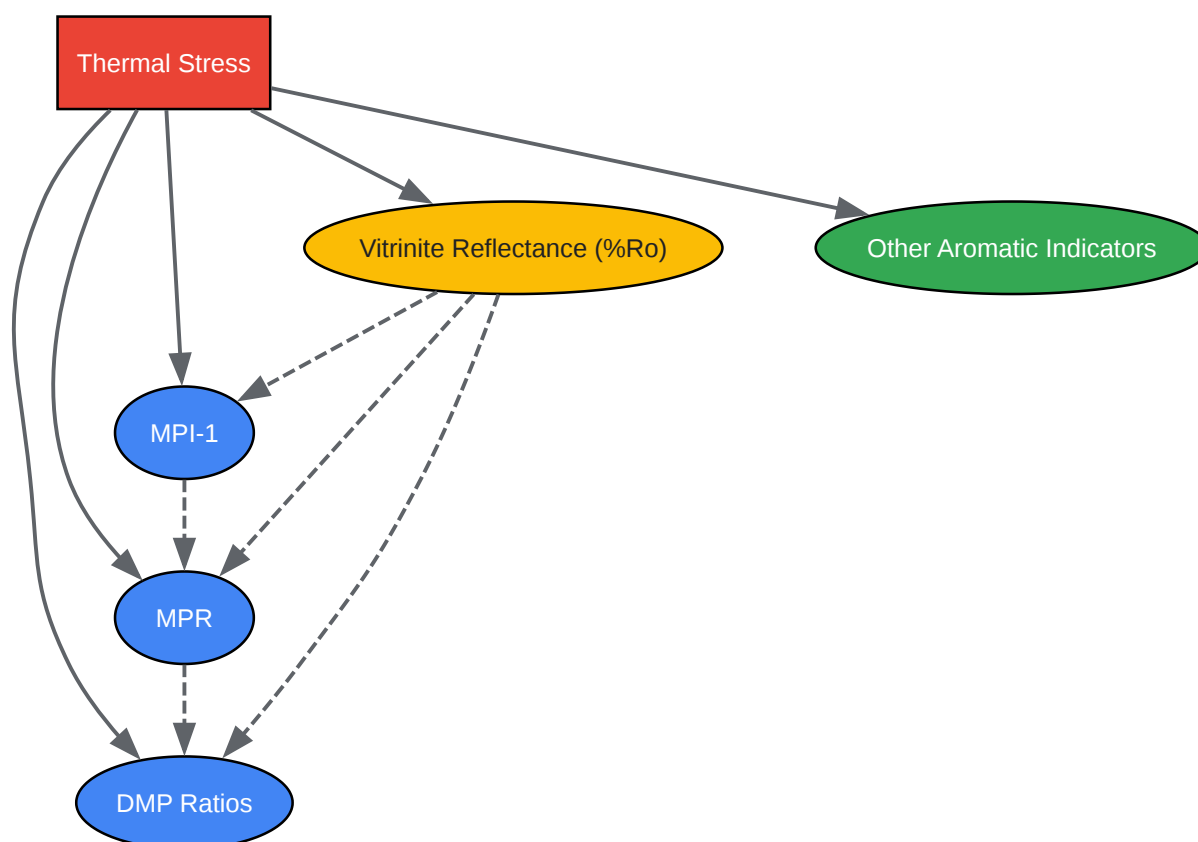 Thermal Stress
Vitrinite Reflectance (%Ro)
Other Aromatic Indicators
MPI-1
MPR
DMP Ratios